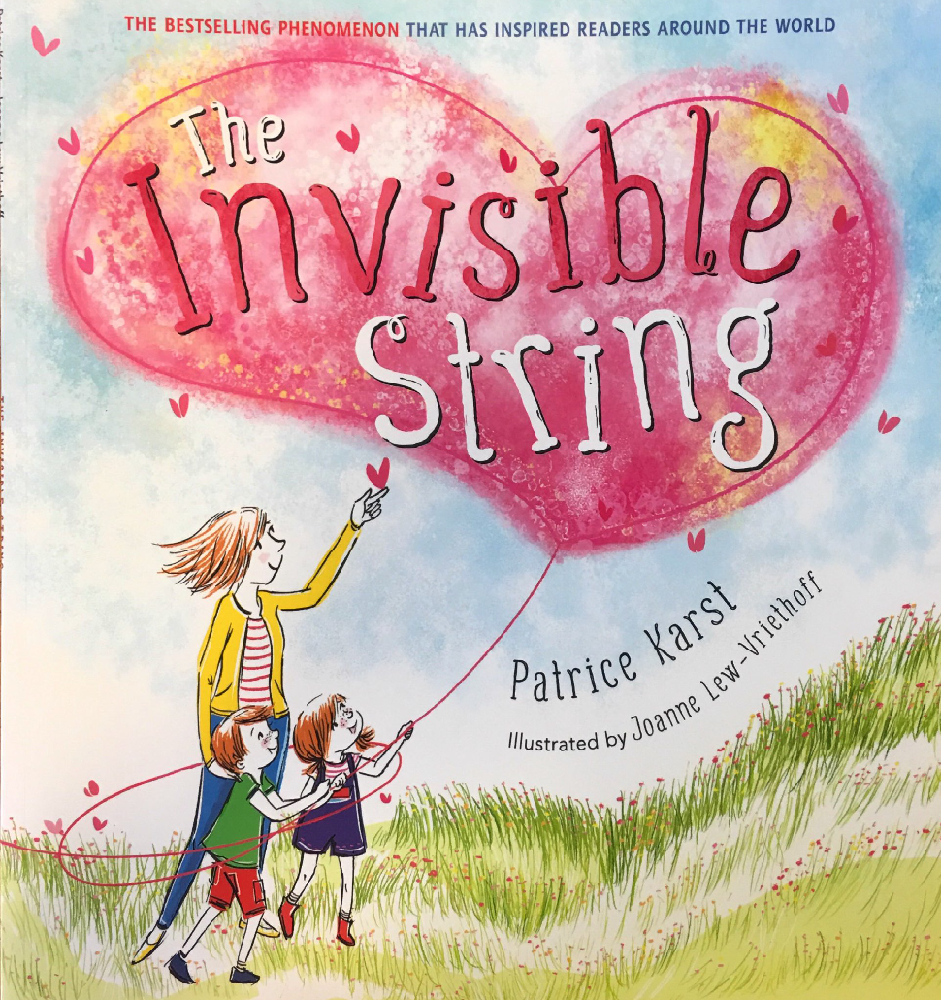 THE BESTSELLING PHENOMENON THAT HAS INSPIRED READERS AROUND THE WORLD
The
Invisible
String
Patrice Karst
Illustrated by Joanne Lew-Vriethoff